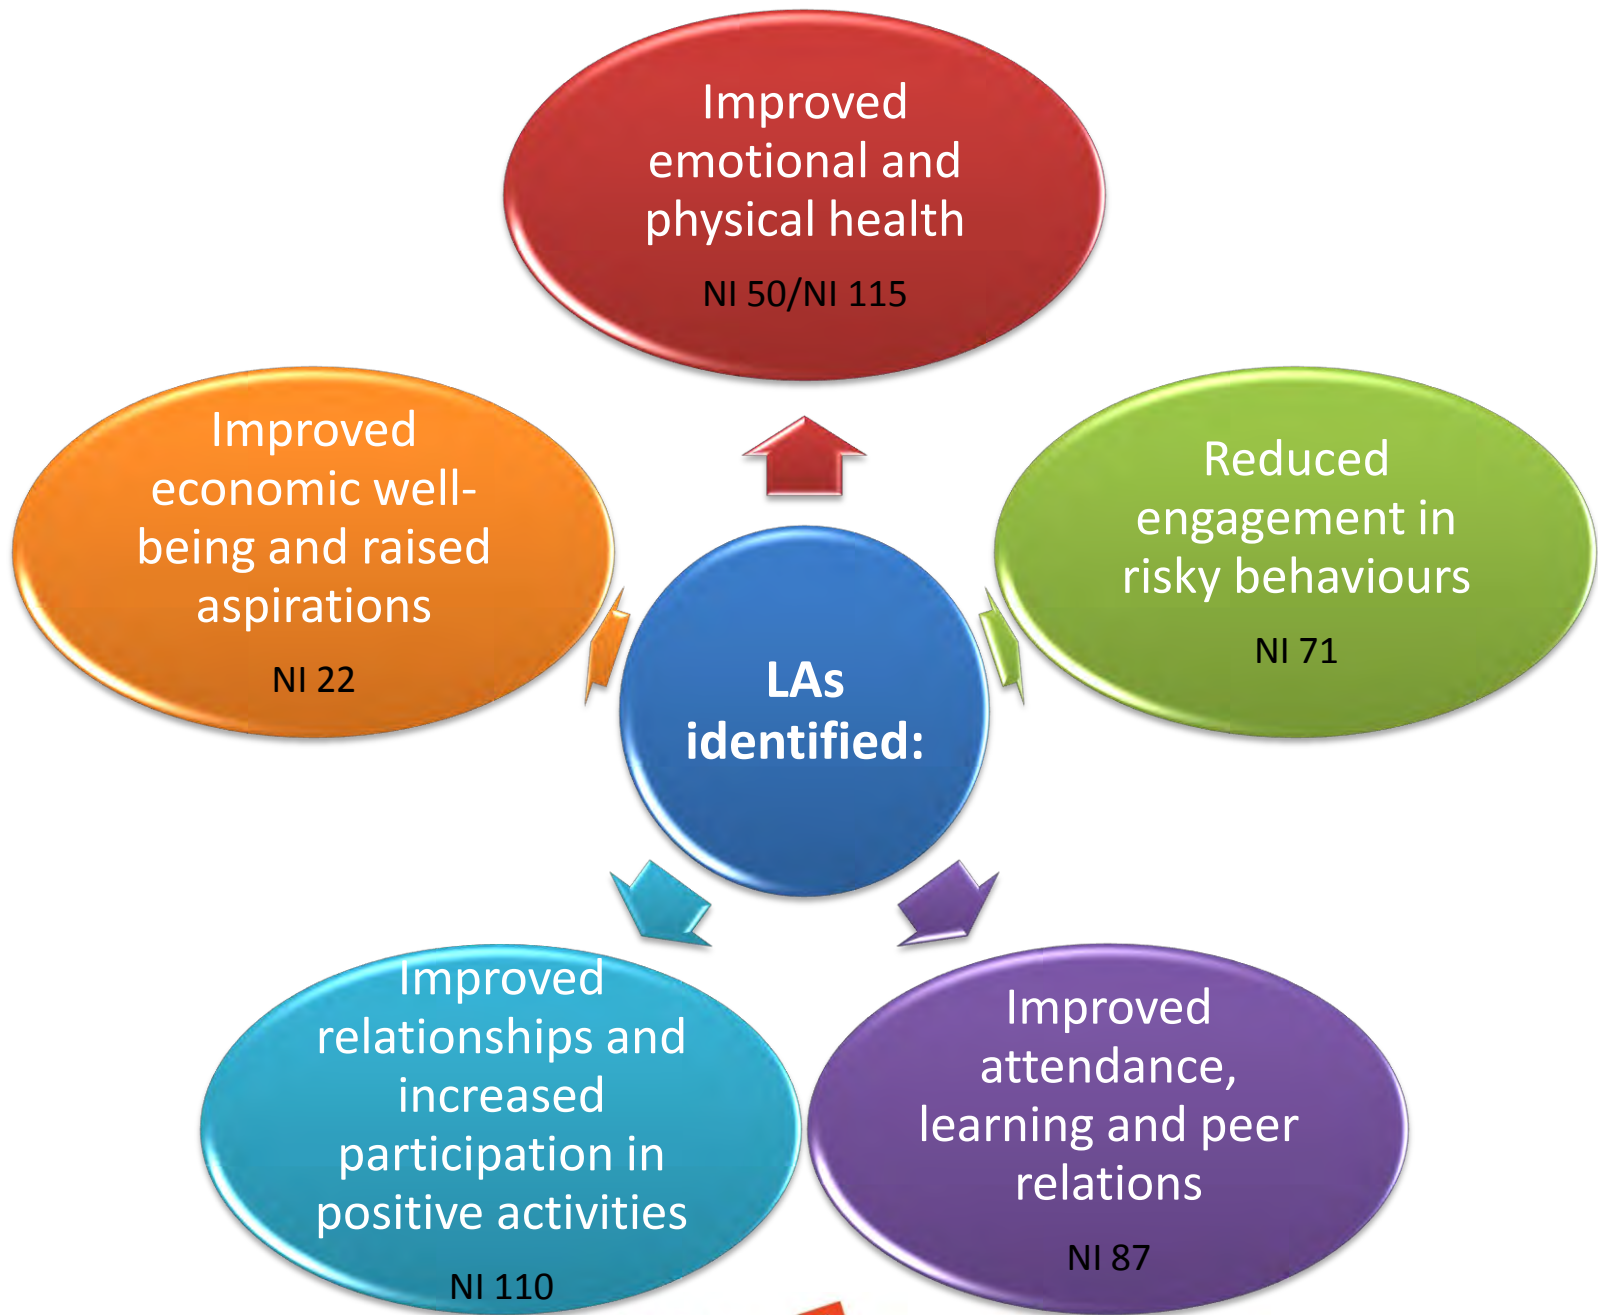 Improved
emotional and
physical health
NI 50/NI 115
Reduced
engagement in
risky behaviours
NI 71
Improved
attendance,
learning and peer
relations
NI 87
Improved
relationships and
increased
participation in
positive activities
NI 110
Improved
economic well-
being and raised
aspirations
NI 22
LAs
identified: